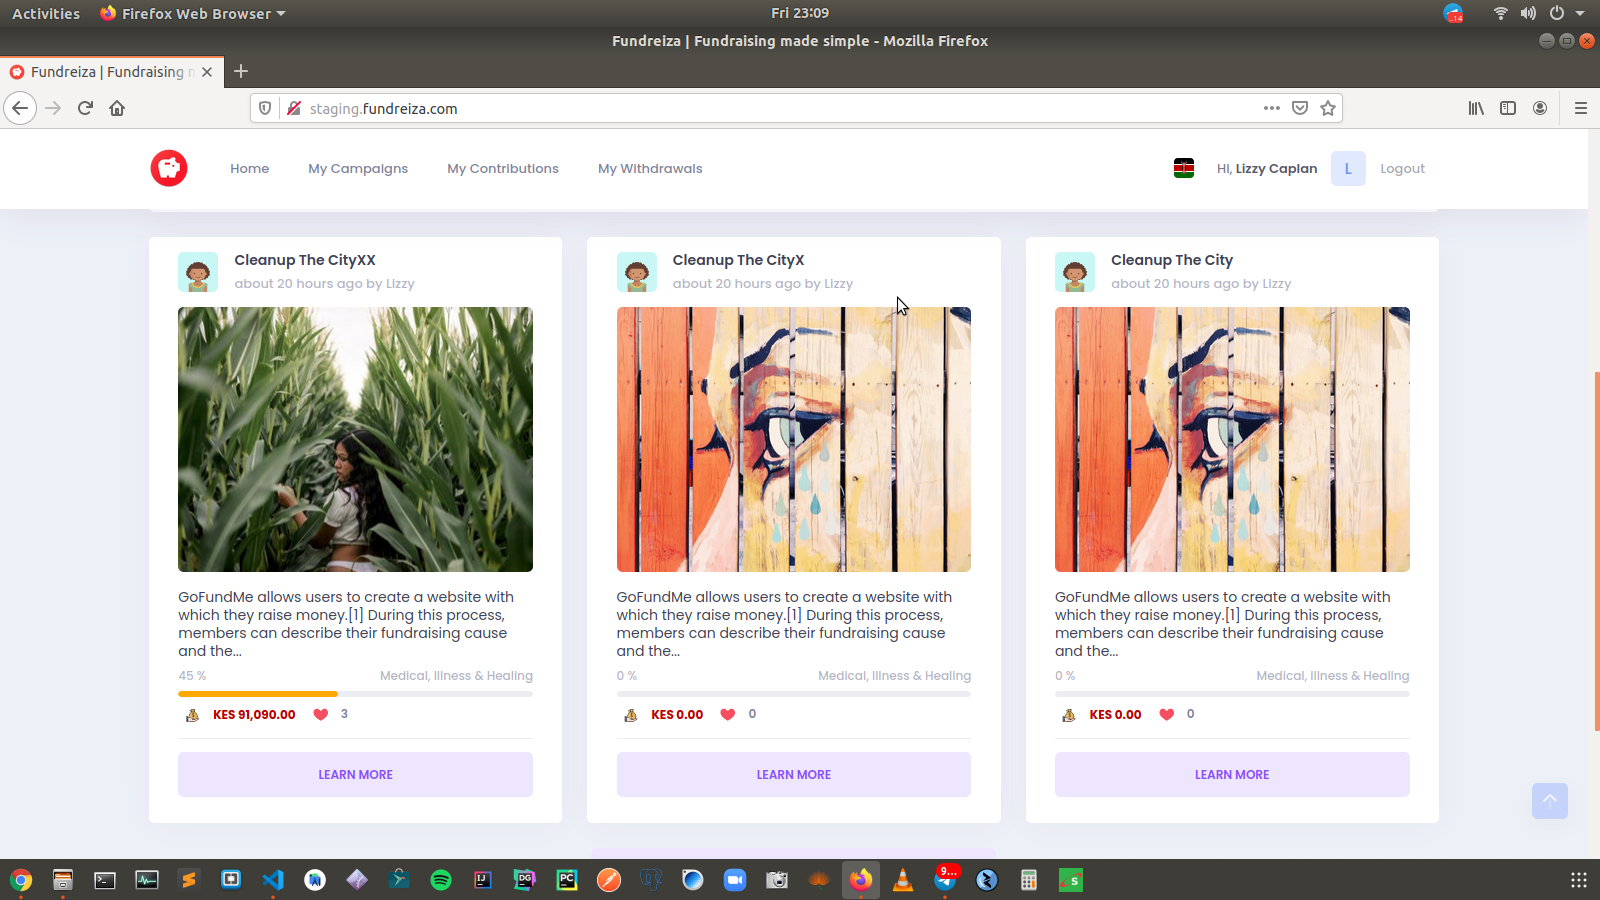 Activities
Firefox Web Browser
Fri 23:09
14
Fundreiza | Fundraising made simple - Mozilla Firefox
Fundreiza | Fundraising
staging.fundreiza.com
Home
My Campaigns
My Contributions
My Withdrawals
Hi, Lizzy Caplan
L
Logout
Cleanup The CityXX
about 20 hours ago by Lizzy
GoFundMe allows users to create a website with
which they raise money.[1] During this process,
members can describe their fundraising cause
and the...
45 %
Medical, Illness & Healing
KES 91,090.00
3
LEARN MORE
Cleanup The CityX
about 20 hours ago by Lizzy
GoFundMe allows users to create a website with
which they raise money.[1] During this process,
members can describe their fundraising cause
and the...
0 %
Medical, Illness & Healing
KES 0.00
0
LEARN MORE
Cleanup The City
about 20 hours ago by Lizzy
GoFundMe allows users to create a website with
which they raise money.[1] During this process,
members can describe their fundraising cause
and the...
0 %
Medical, Illness & Healing
KES 0.00
0
LEARN MORE
IJ
DG
PC
9...
S